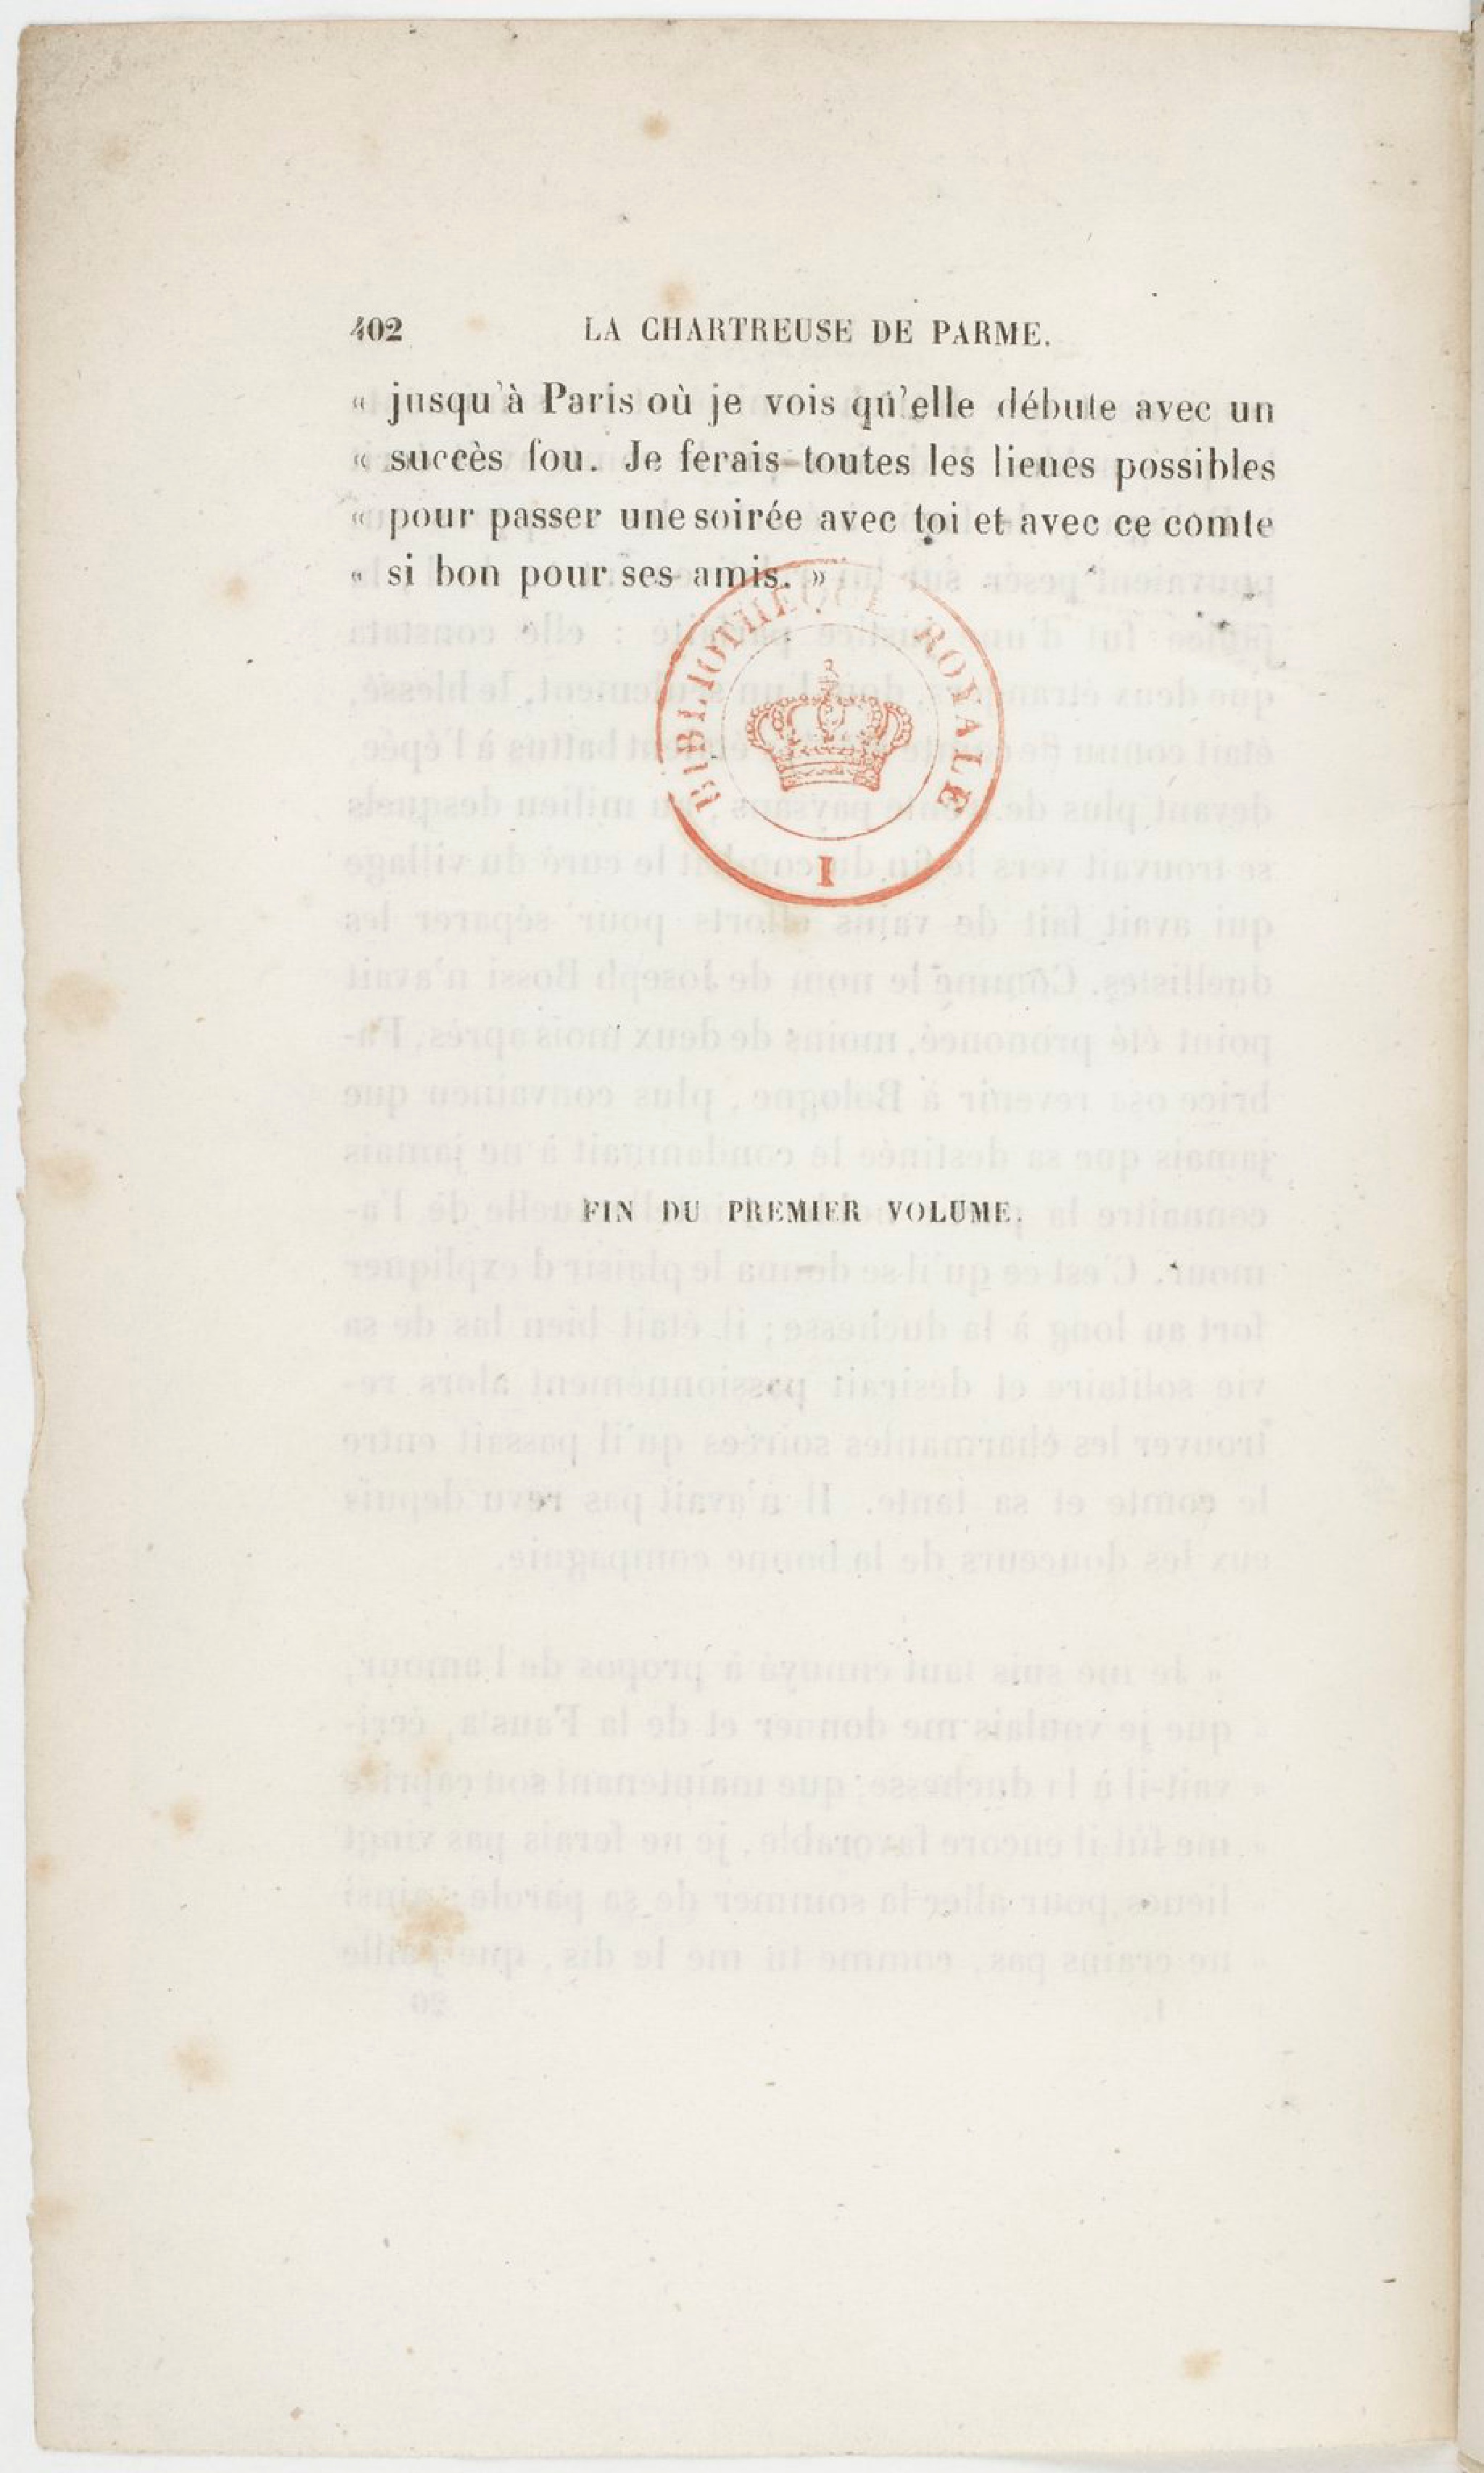 402 LA CHARTREUSE DE PARME.
« jusqu'à Paris où je vois qu'elle débute avec un
« succès fou. Je ferais toutes les lieues possibles
« pour passer une soirée avec toi et avec ce comte
« si bon pour ses amis. »
BIBLIOTHÈQUE ROYALE
I
FIN DU PREMIER VOLUME.